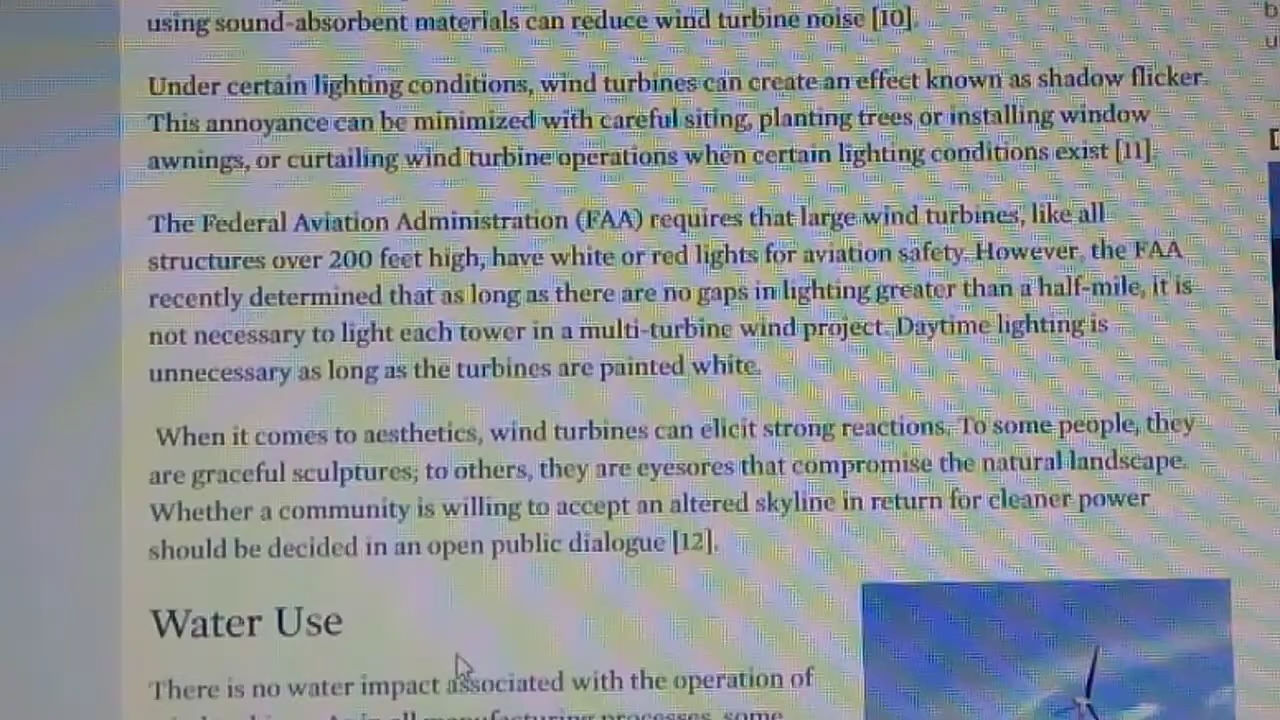 using sound-absorbent materials can reduce wind turbine noise [10].
Under certain lighting conditions, wind turbines can create an effect known as shadow flicker.
This annoyance can be minimized with careful siting, planting trees or installing window
awnings, or curtailing wind turbine operations when certain lighting conditions exist [11].
The Federal Aviation Administration (FAA) requires that large wind turbines, like all
structures over 200 feet high, have white or red lights for aviation safety. However, the FAA
recently determined that as long as there are no gaps in lighting greater than a half-mile, it is
not necessary to light each tower in a multi-turbine wind project. Daytime lighting is
unnecessary as long as the turbines are painted white.
When it comes to aesthetics, wind turbines can elicit strong reactions. To some people, they
are graceful sculptures; to others, they are eyesores that compromise the natural landscape.
Whether a community is willing to accept an altered skyline in return for cleaner power
should be decided in an open public dialogue [12].
Water Use
There is no water impact associated with the operation of
manufacturing processes, some